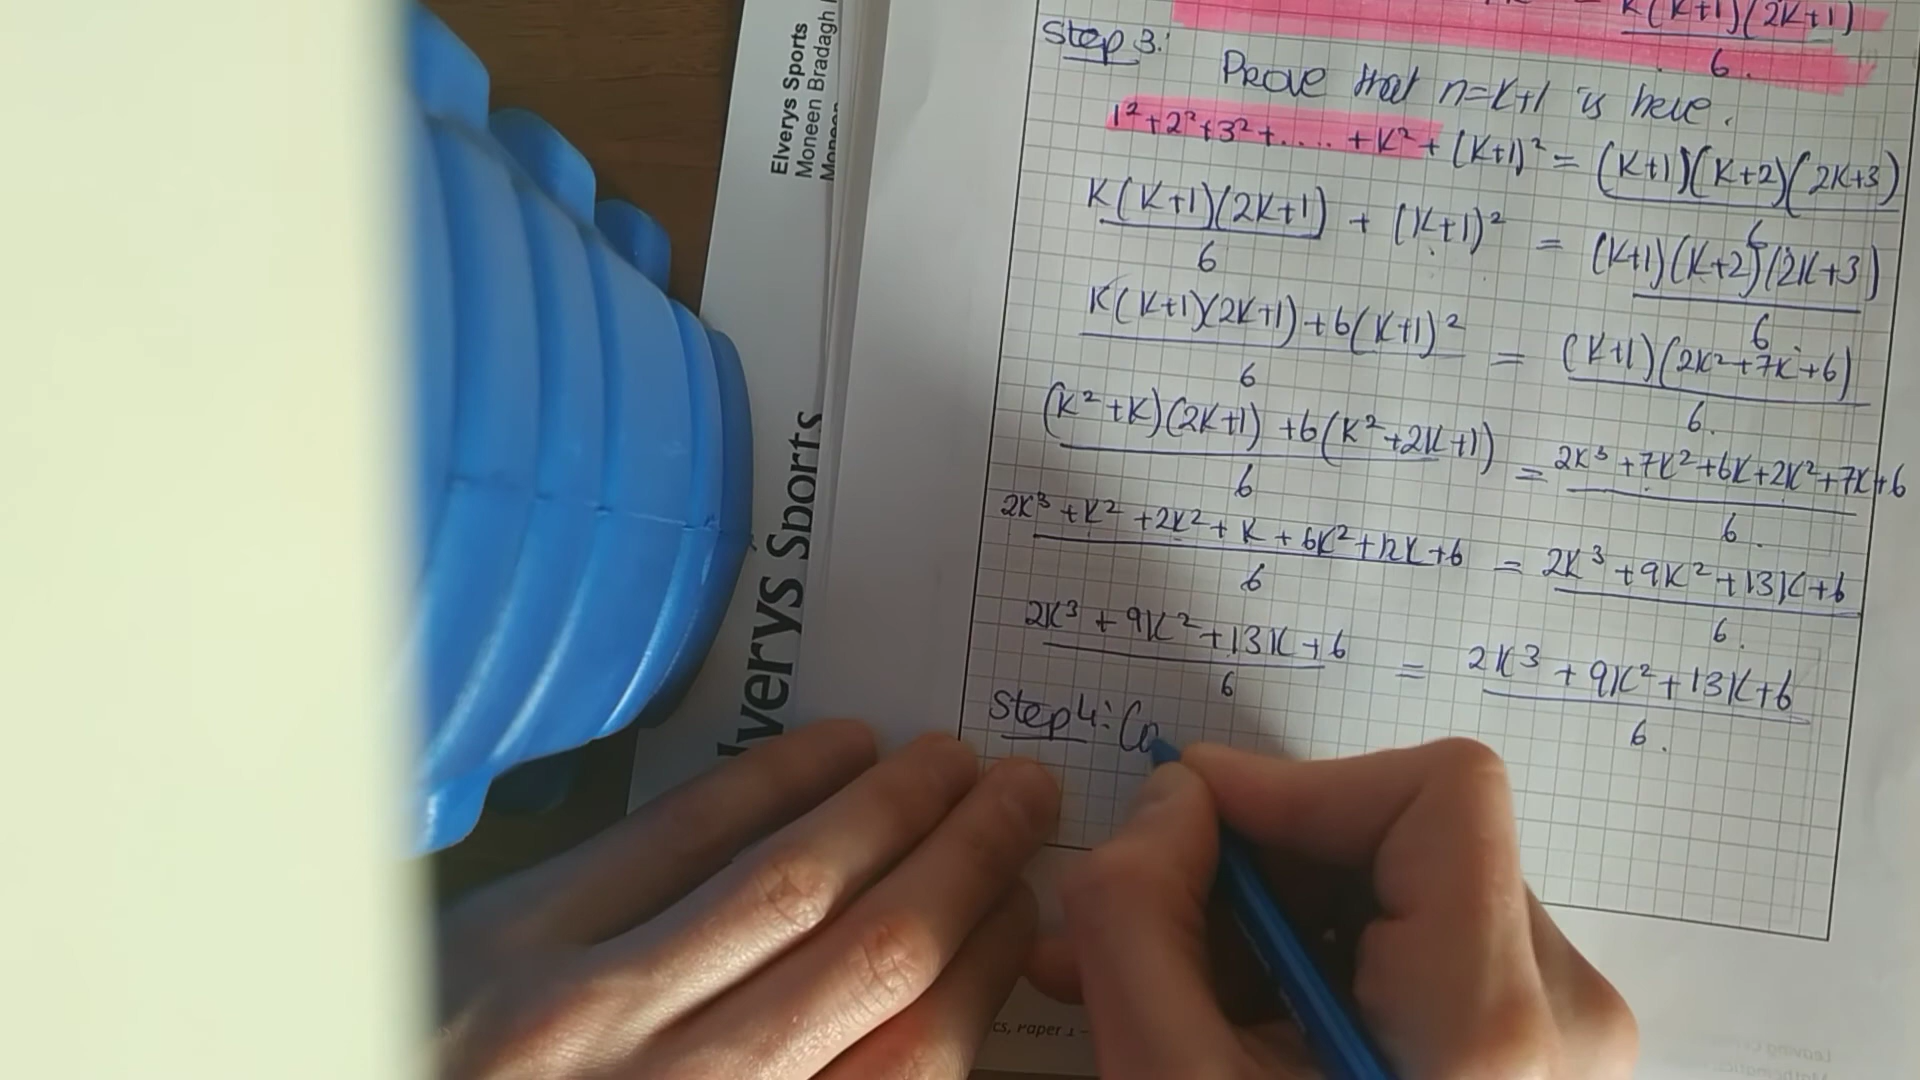 Elverys Sports
Moneen Bradagh
Elverys Sports
K(K+1)(2K+1)
6.
Step 3:
Prove that n=K+1 is here.
1²+2²+3²+.....+K²+(K+1)² = (K+1)(K+2)(2K+3)
6
K(K+1)(2K+1) + (K+1)² = (K+1)(K+2)(2K+3)
6 6.
K(K+1)(2K+1)+6(K+1)² = (K+1)(2K²+7K+6)
6 6.
(K²+K)(2K+1)+6(K²+2K+1) = 2K³+7K²+6K+2K²+7K+6
6 6.
2K³+K²+2K²+K+6K²+12K+6 = 2K³+9K²+13K+6
6 6.
2K³+9K²+13K+6 = 2K³+9K²+13K+6
6 6.
Step 4: Co